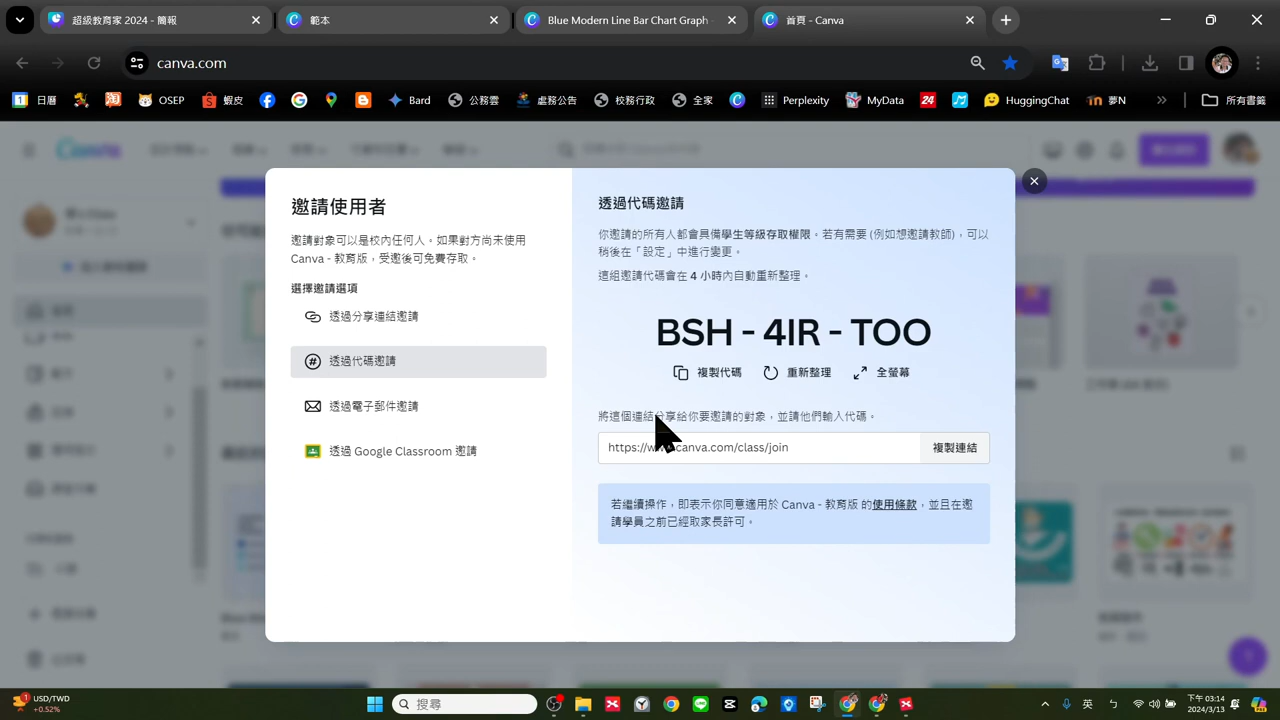 超級教育家 2024 - 簡報
範本
Blue Modern Line Bar Chart Graph
首頁 - Canva
canva.com
日曆
淘
OSEP
蝦皮
Bard
公務雲
處務公告
校務行政
全家
Perplexity
MyData
24
HuggingChat
夢N
所有書籤
Canva
邀請使用者
邀請對象可以是校內任何人。如果對方尚未使用
Canva - 教育版，受邀後可免費存取。
選擇邀請選項
透過分享連結邀請
透過代碼邀請
透過電子郵件邀請
透過 Google Classroom 邀請
透過代碼邀請
你邀請的所有人都會具備學生等級存取權限。若有需要 (例如想邀請教師)，可以
稍後在「設定」中進行變更。
這組邀請代碼會在 4 小時內自動重新整理。
BSH - 4IR - TOO
複製代碼
重新整理
全螢幕
將這個連結分享給你要邀請的對象，並請他們輸入代碼。
https://www.canva.com/class/join
複製連結
若繼續操作，即表示你同意適用於 Canva - 教育版 的使用條款，並且在邀
請學員之前已經取家長許可。
USD/TWD
+0.52%
搜尋
英
ㄅ
下午 03:14
2024/3/13